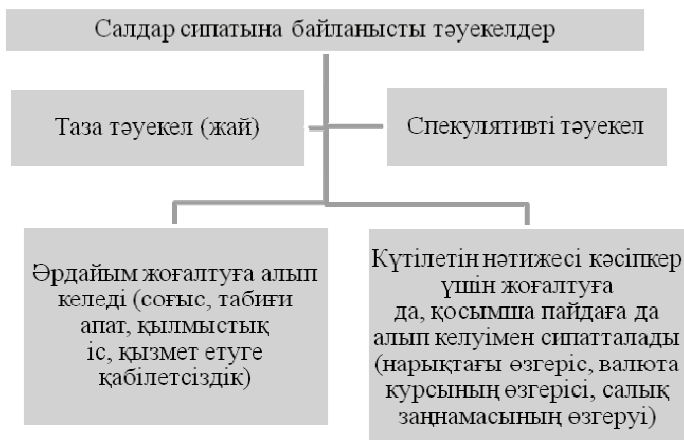 Салдар сипатына байланысты тәуекелдер
Таза тәуекел (жай)
Спекулятивті тәуекел
Әрдайым жоғалтуға алып
келеді (соғыс, табиғи
апат, қылмыстық
іс, қызмет етуге
қабілетсіздік)
Күтілетін нәтижесі кәсіпкер
үшін жоғалтуға
да, қосымша пайдаға да
алып келуімен сипатталады
(нарықтағы өзгеріс, валюта
курсының өзгерісі, салық
заңнамасының өзгеруі)